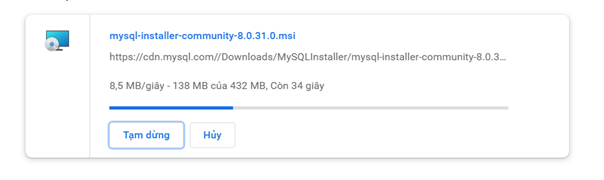 mysql-installer-community-8.0.31.0.msi
https://cdn.mysql.com//Downloads/MySQLInstaller/mysql-installer-community-8.0.3...
8,5 MB/giây - 138 MB của 432 MB, Còn 34 giây
Tạm dừng Hủy